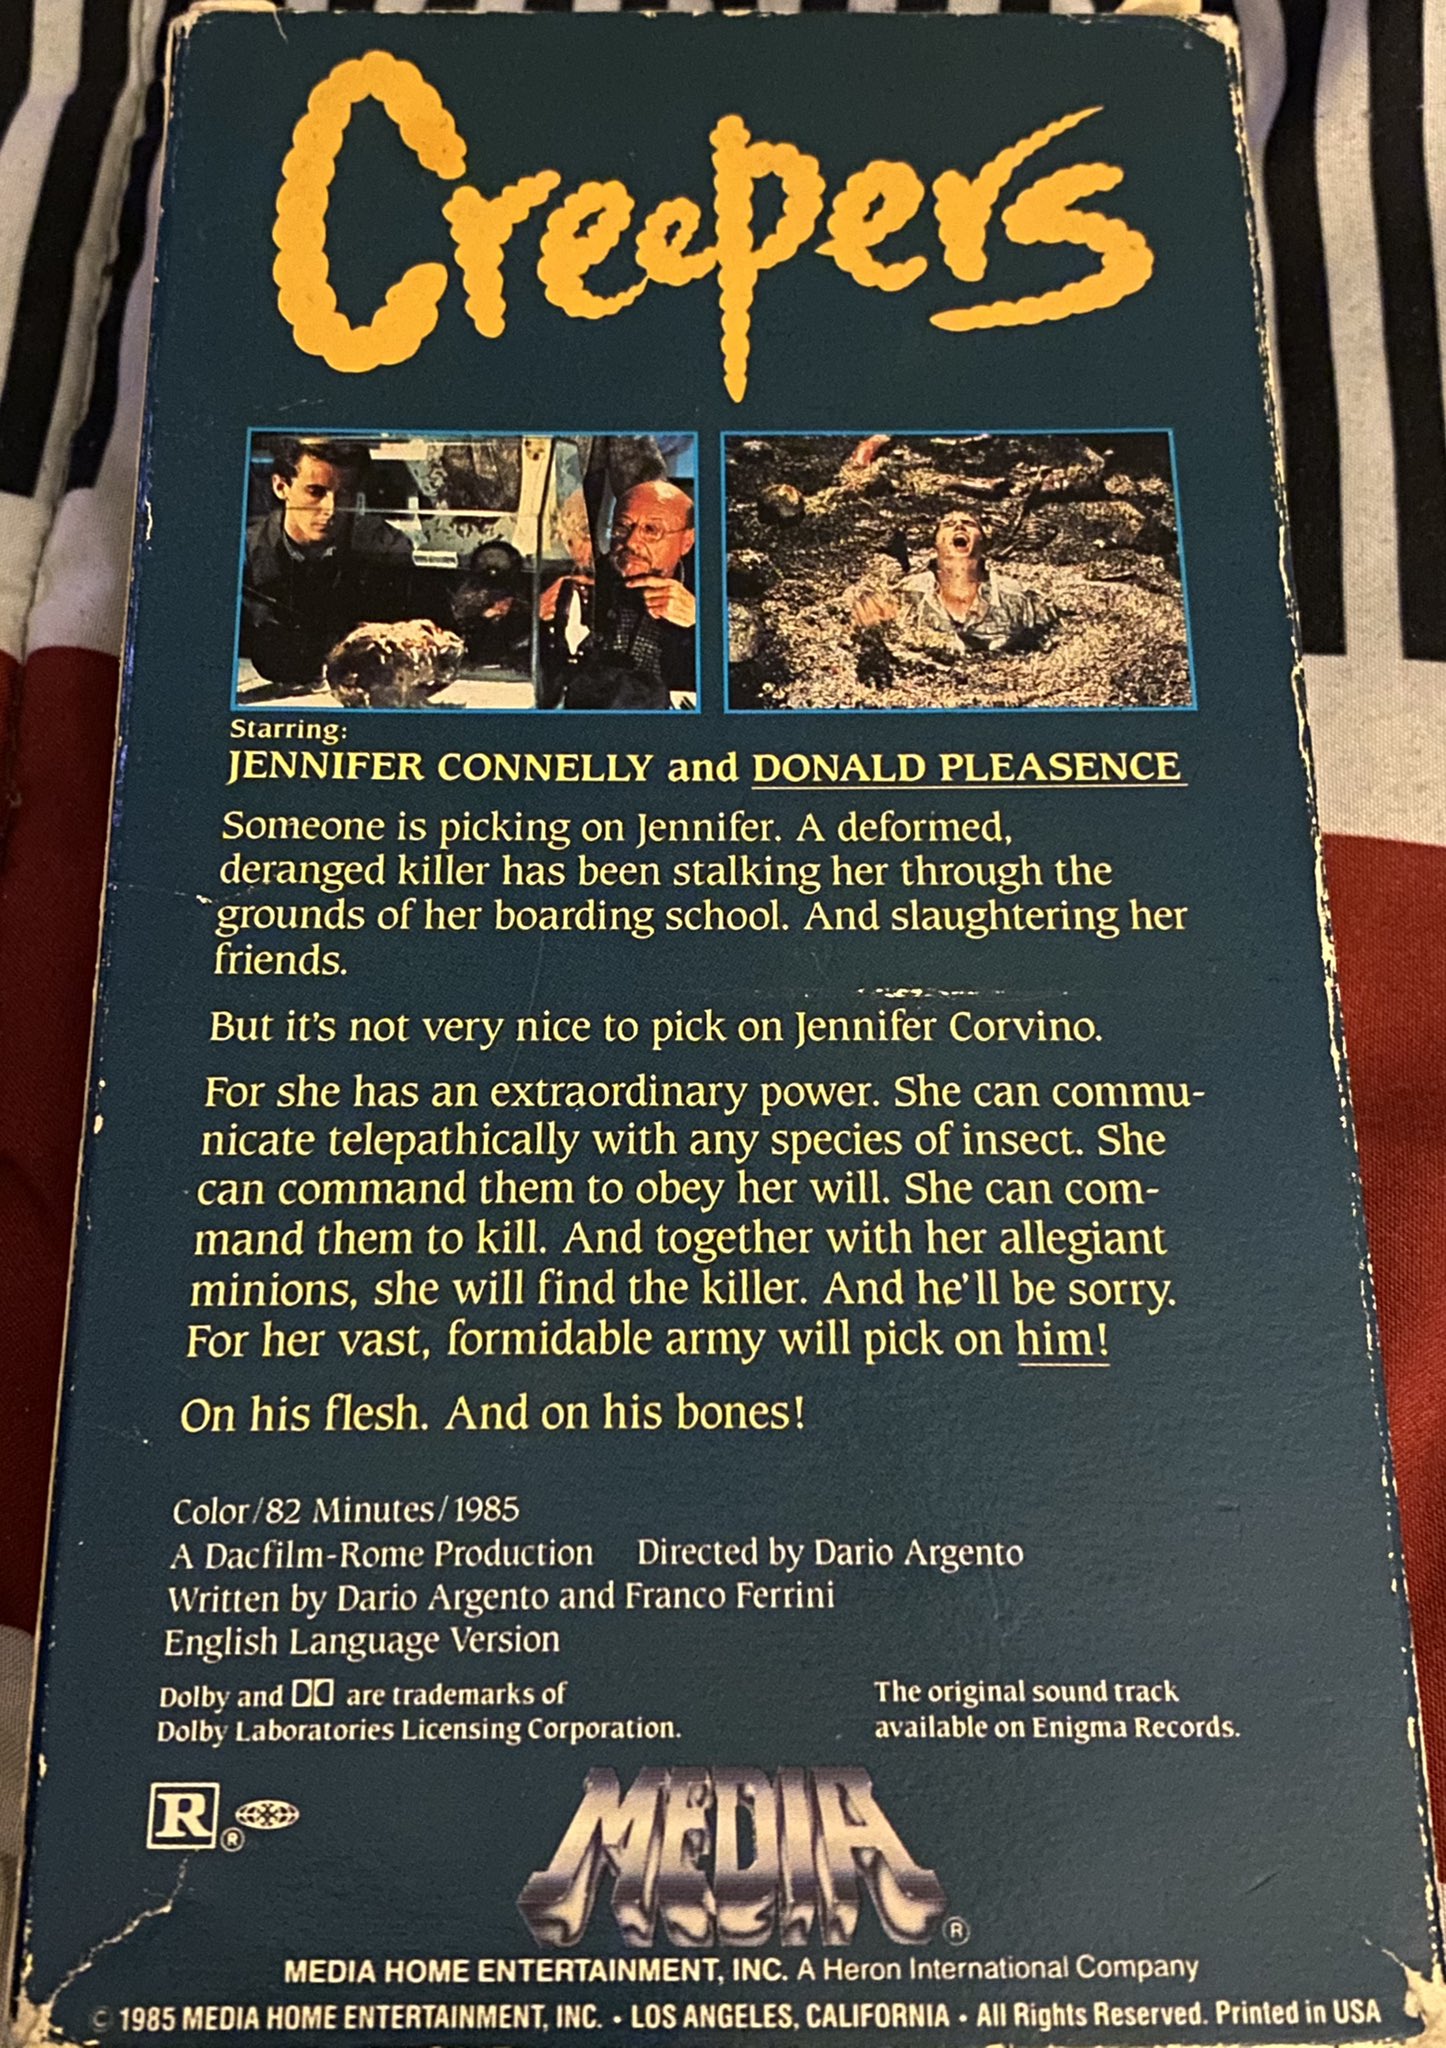 Creepers
Starring:
JENNIFER CONNELLY and DONALD PLEASENCE
Someone is picking on Jennifer. A deformed,
deranged killer has been stalking her through the
grounds of her boarding school. And slaughtering her
friends.
But it's not very nice to pick on Jennifer Corvino.
For she has an extraordinary power. She can commu-
nicate telepathically with any species of insect. She
can command them to obey her will. She can com-
mand them to kill. And together with her allegiant
minions, she will find the killer. And he'll be sorry.
For her vast, formidable army will pick on him!
On his flesh. And on his bones!
Color/82 Minutes/1985
A Dacfilm-Rome Production Directed by Dario Argento
Written by Dario Argento and Franco Ferrini
English Language Version
Dolby and are trademarks of
Dolby Laboratories Licensing Corporation.
The original sound track
available on Enigma Records.
R ®
MEDIA ®
MEDIA HOME ENTERTAINMENT, INC. A Heron International Company
© 1985 MEDIA HOME ENTERTAINMENT, INC. • LOS ANGELES, CALIFORNIA • All Rights Reserved. Printed in USA